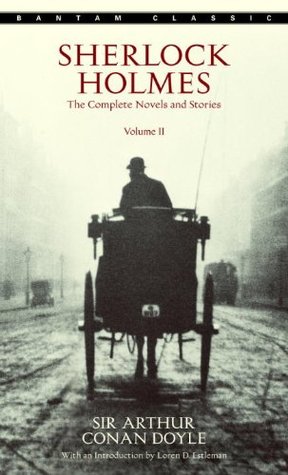 BANTAM CLASSIC
SHERLOCK
HOLMES
The Complete Novels and Stories
Volume II
SIR ARTHUR
CONAN DOYLE
With an Introduction by Loren D. Estleman